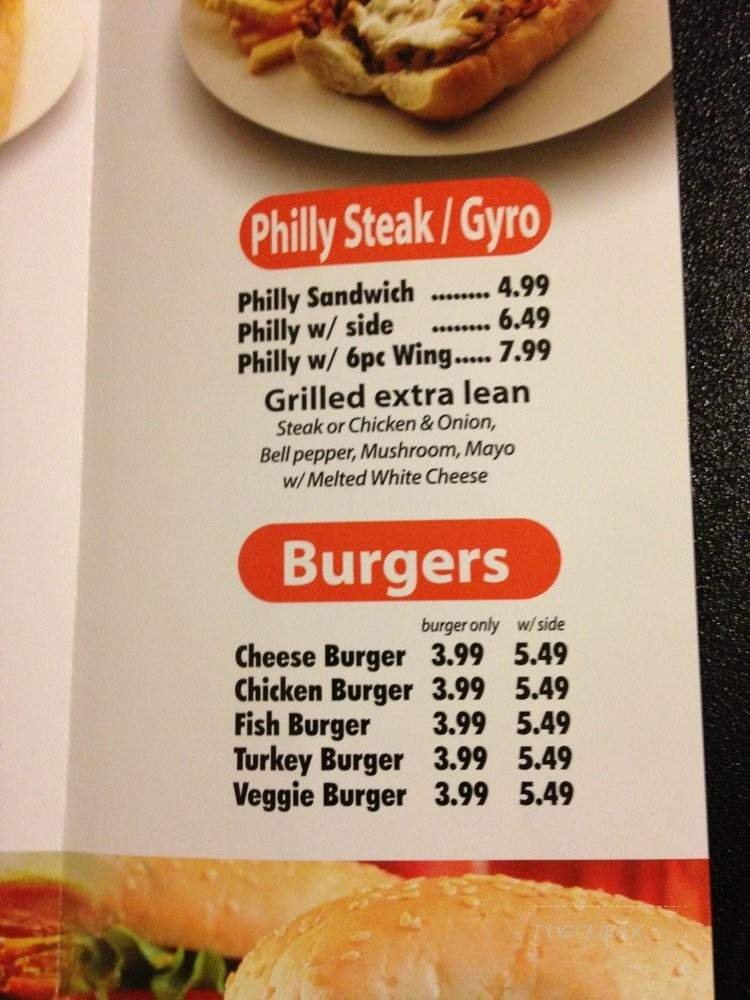 Philly Steak / Gyro
Philly Sandwich ........ 4.99
Philly w/ side ........ 6.49
Philly w/ 6pc Wing..... 7.99
Grilled extra lean
Steak or Chicken & Onion,
Bell pepper, Mushroom, Mayo
w/ Melted White Cheese
Burgers
burger only w/ side
Cheese Burger 3.99 5.49
Chicken Burger 3.99 5.49
Fish Burger 3.99 5.49
Turkey Burger 3.99 5.49
Veggie Burger 3.99 5.49
menupix